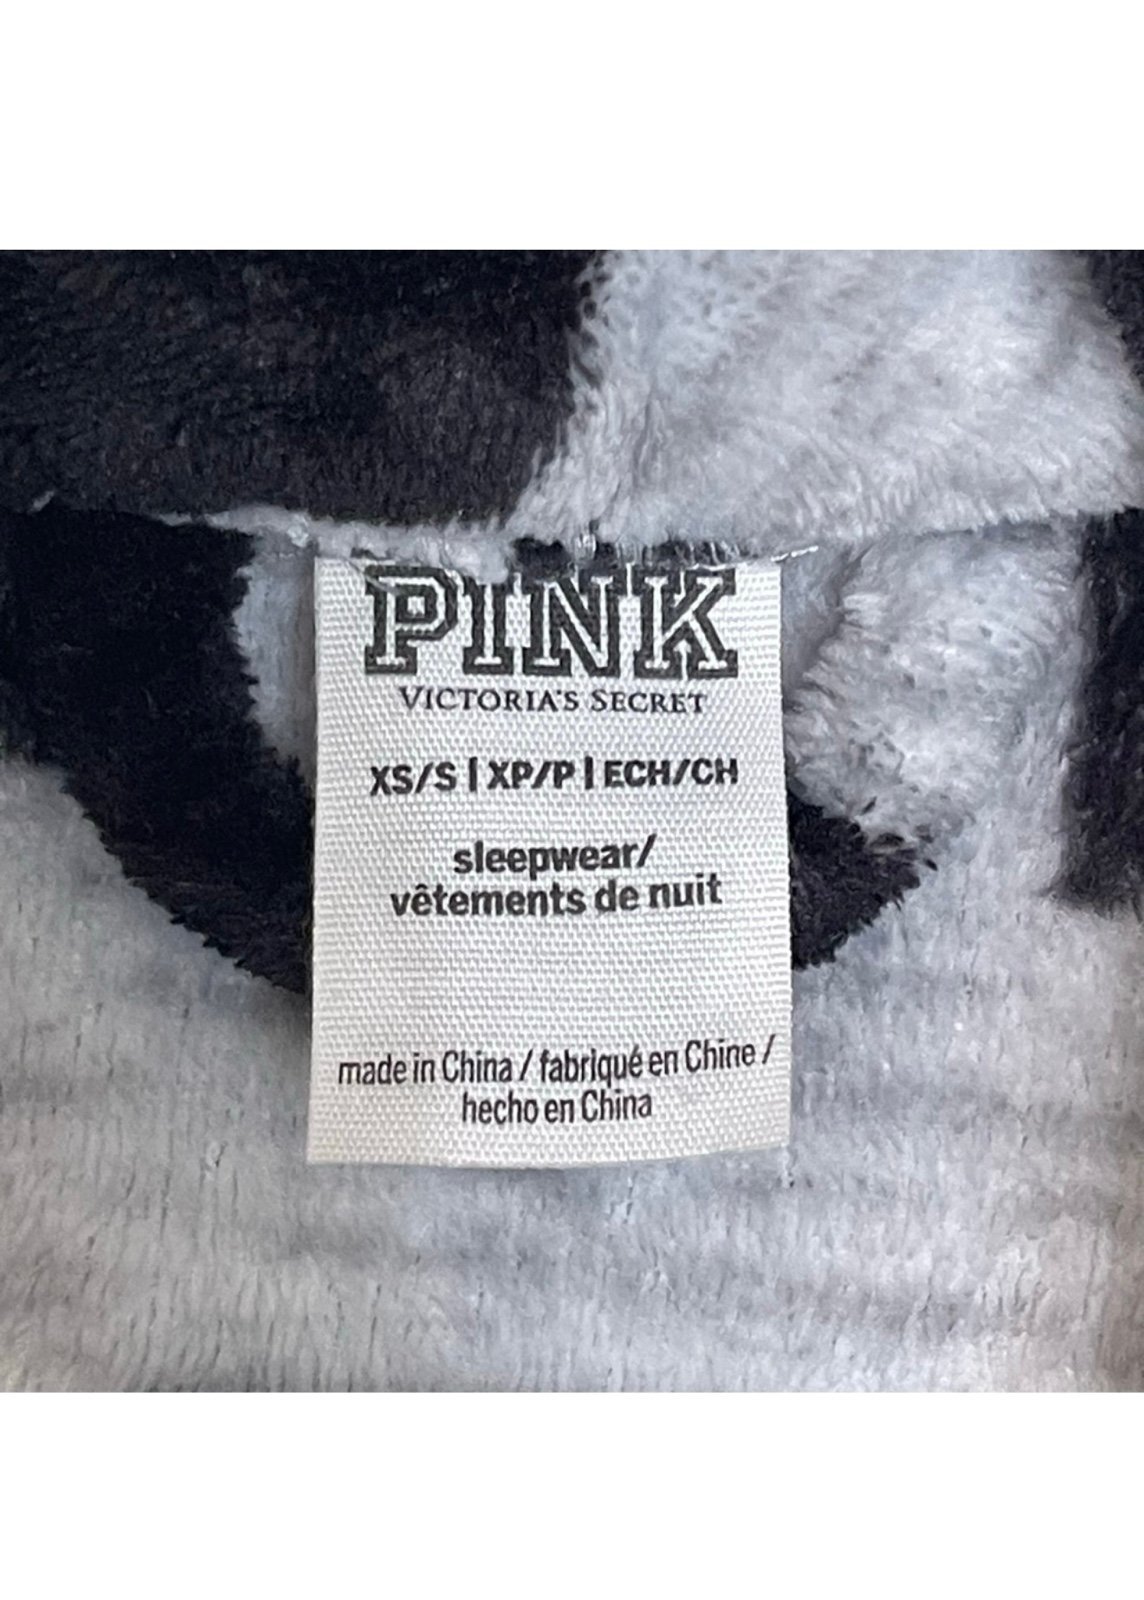 PINK
VICTORIA'S SECRET
XS/S | XP/P | ECH/CH
sleepwear/
vêtements de nuit
made in China / fabriqué en Chine /
hecho en China